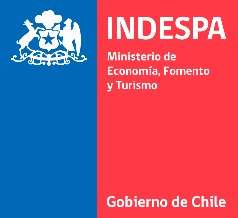 INDESPA
Ministerio de
Economía, Fomento
y Turismo
Gobierno de Chile